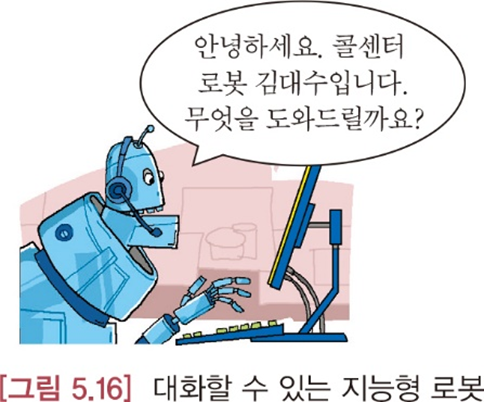 안녕하세요. 콜센터
로봇 김대수입니다.
무엇을 도와드릴까요?
[그림 5.16] 대화할 수 있는 지능형 로봇